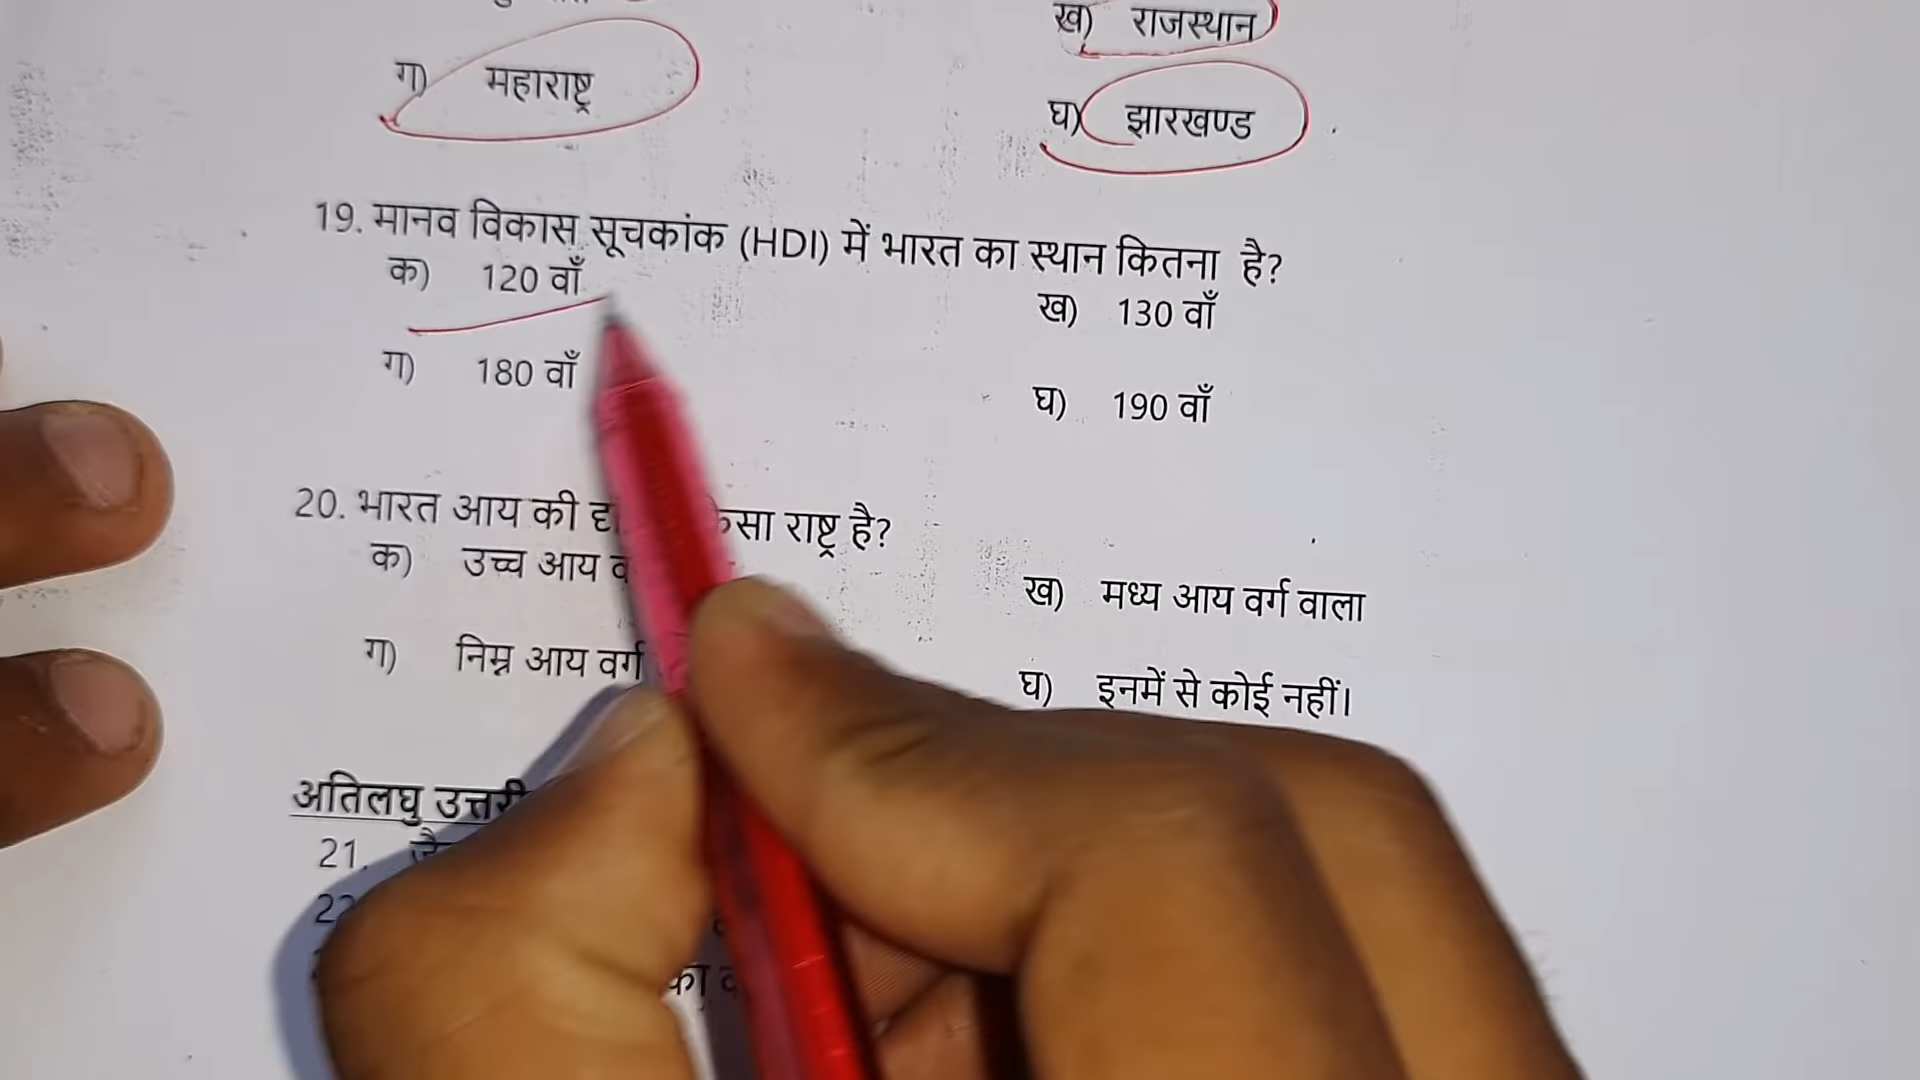 ख) राजस्थान
ग) महाराष्ट्र
घ) झारखण्ड
19. मानव विकास सूचकांक (HDI) में भारत का स्थान कितना है?
क) 120 वाँ
ख) 130 वाँ
ग) 180 वाँ
घ) 190 वाँ
20. भारत आय की राष्ट्र है?
क) उच्च आय
ख) मध्य आय वर्ग वाला
ग) निम्न आय वर्ग
घ) इनमें से कोई नहीं।
अतिलघु उत्तरी
21.
22